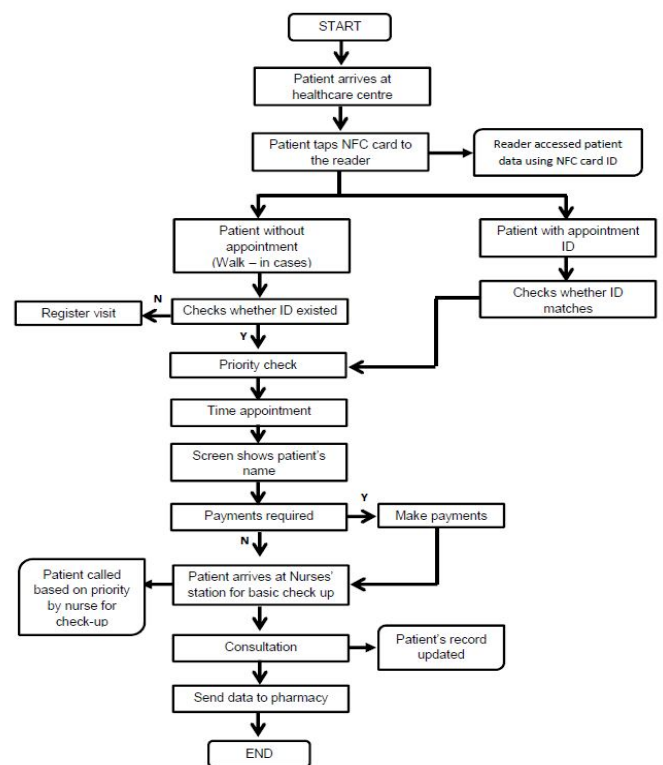 START
Patient arrives at
healthcare centre
Patient taps NFC card to
the reader
Reader accessed patient
data using NFC card ID
Patient without
appointment
(Walk – in cases)
Patient with appointment
ID
N
Register visit
Checks whether ID existed
Checks whether ID
matches
Y
Priority check
Time appointment
Screen shows patient's
name
Payments required
Y
Make payments
N
Patient called
based on priority
by nurse for
check-up
Patient arrives at Nurses'
station for basic check up
Consultation
Patient's record
updated
Send data to pharmacy
END